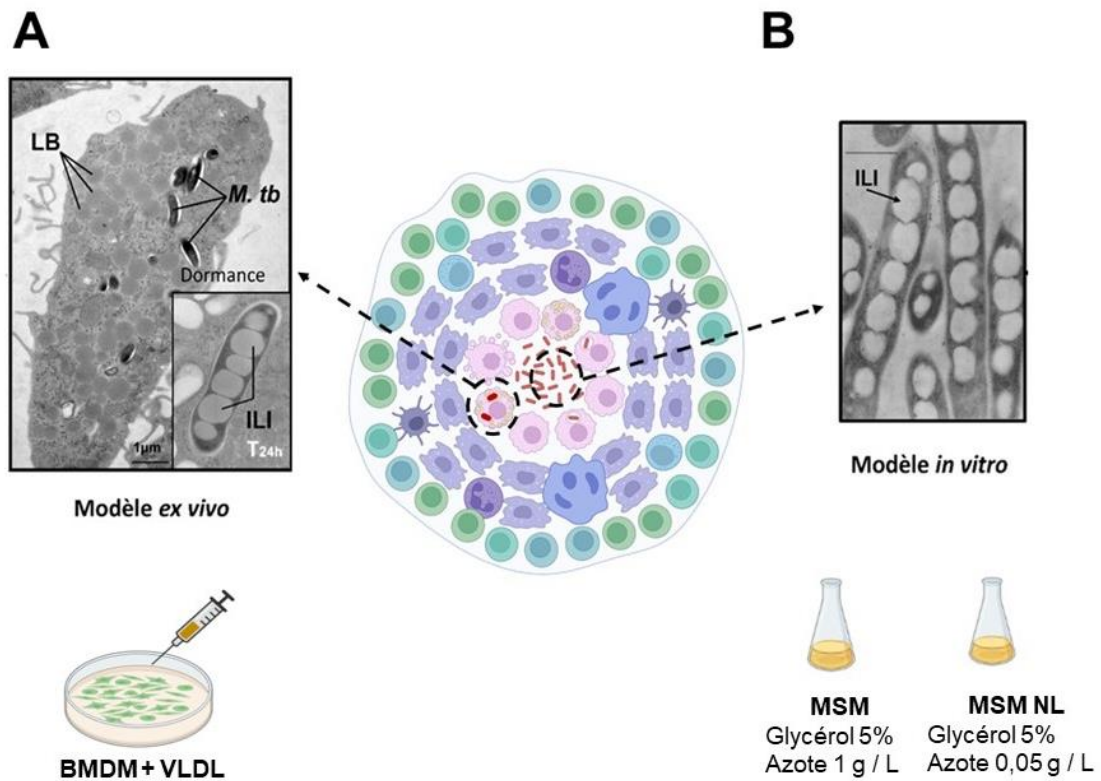 A
B
LB
M. tb
Dormance
ILI
1µm
T24h
Modèle ex vivo
BMDM + VLDL
ILI
Modèle in vitro
MSM
Glycérol 5%
Azote 1 g / L
MSM NL
Glycérol 5%
Azote 0,05 g / L